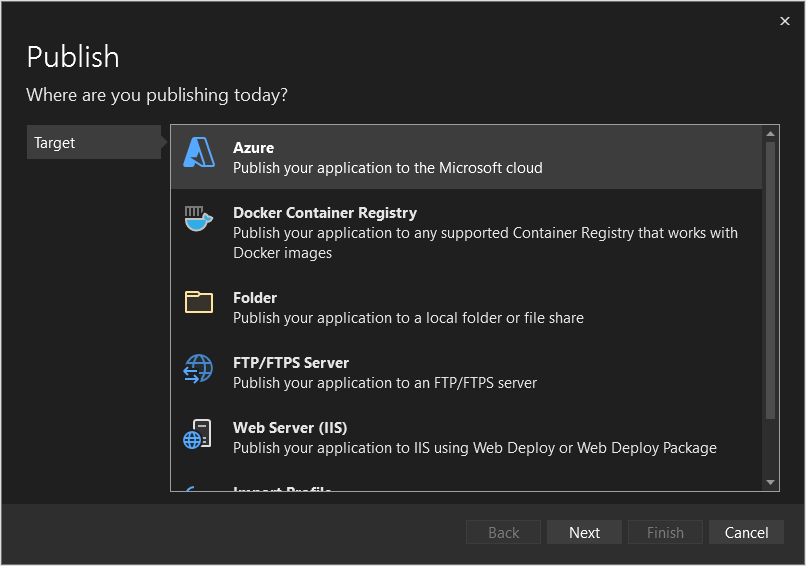 Publish
Where are you publishing today?
Target
Azure
Publish your application to the Microsoft cloud
Docker Container Registry
Publish your application to any supported Container Registry that works with
Docker images
Folder
Publish your application to a local folder or file share
FTP/FTPS Server
Publish your application to an FTP/FTPS server
Web Server (IIS)
Publish your application to IIS using Web Deploy or Web Deploy Package
Import Profile
Back
Next
Finish
Cancel